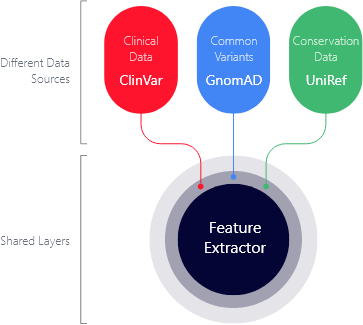 Different Data
Sources
Clinical
Data
ClinVar
Common
Variants
GnomAD
Conservation
Data
UniRef
Shared Layers
Feature
Extractor